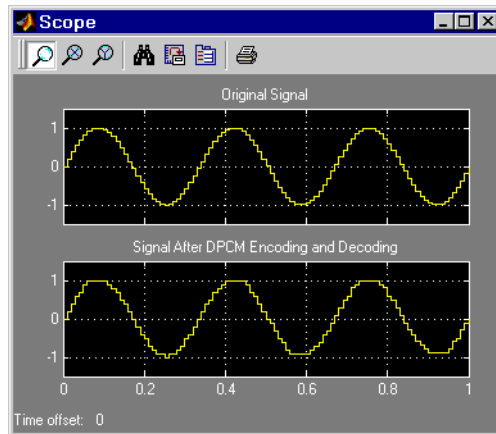 Scope
Original Signal
1
0
-1
Signal After DPCM Encoding and Decoding
1
0
-1
0 0.2 0.4 0.6 0.8 1
Time offset: 0